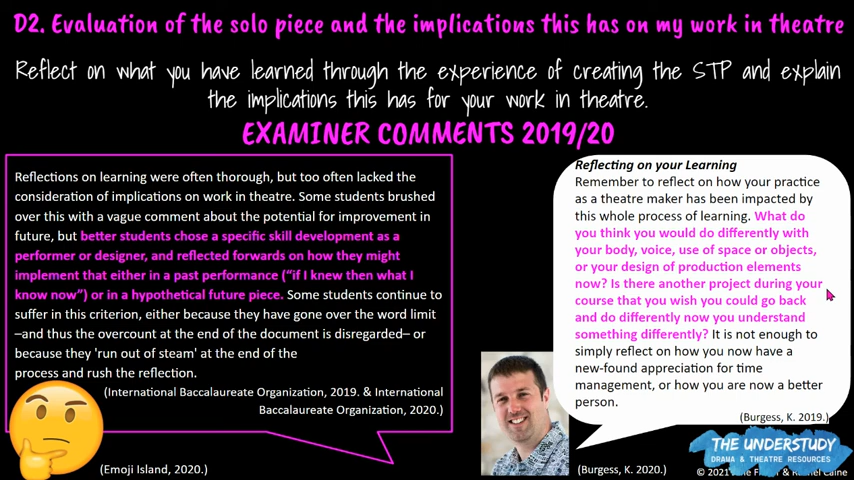 D2. Evaluation of the solo piece and the implications this has on my work in theatre
Reflect on what you have learned through the experience of creating the STP and explain
the implications this has for your work in theatre.
EXAMINER COMMENTS 2019/20
Reflections on learning were often thorough, but too often lacked the
consideration of implications on work in theatre. Some students brushed
over this with a vague comment about the potential for improvement in
future, but better students chose a specific skill development as a
performer or designer, and reflected forwards on how they might
implement that either in a past performance ("if I knew then what I
know now") or in a hypothetical future piece. Some students continue to
suffer in this criterion, either because they have gone over the word limit
–and thus the overcount at the end of the document is disregarded– or
because they 'run out of steam' at the end of the
process and rush the reflection.
(International Baccalaureate Organization, 2019. & International
Baccalaureate Organization, 2020.)
(Emoji Island, 2020.)
Reflecting on your Learning
Remember to reflect on how your practice
as a theatre maker has been impacted by
this whole process of learning. What do
you think you would do differently with
your body, voice, use of space or objects,
or your design of production elements
now? Is there another project during your
course that you wish you could go back
and do differently now you understand
something differently? It is not enough to
simply reflect on how you now have a
new-found appreciation for time
management, or how you are now a better
person.
(Burgess, K. 2019.)
(Burgess, K. 2020.)
THE UNDERSTUDY
DRAMA & THEATRE RESOURCES
© 2021 Caine